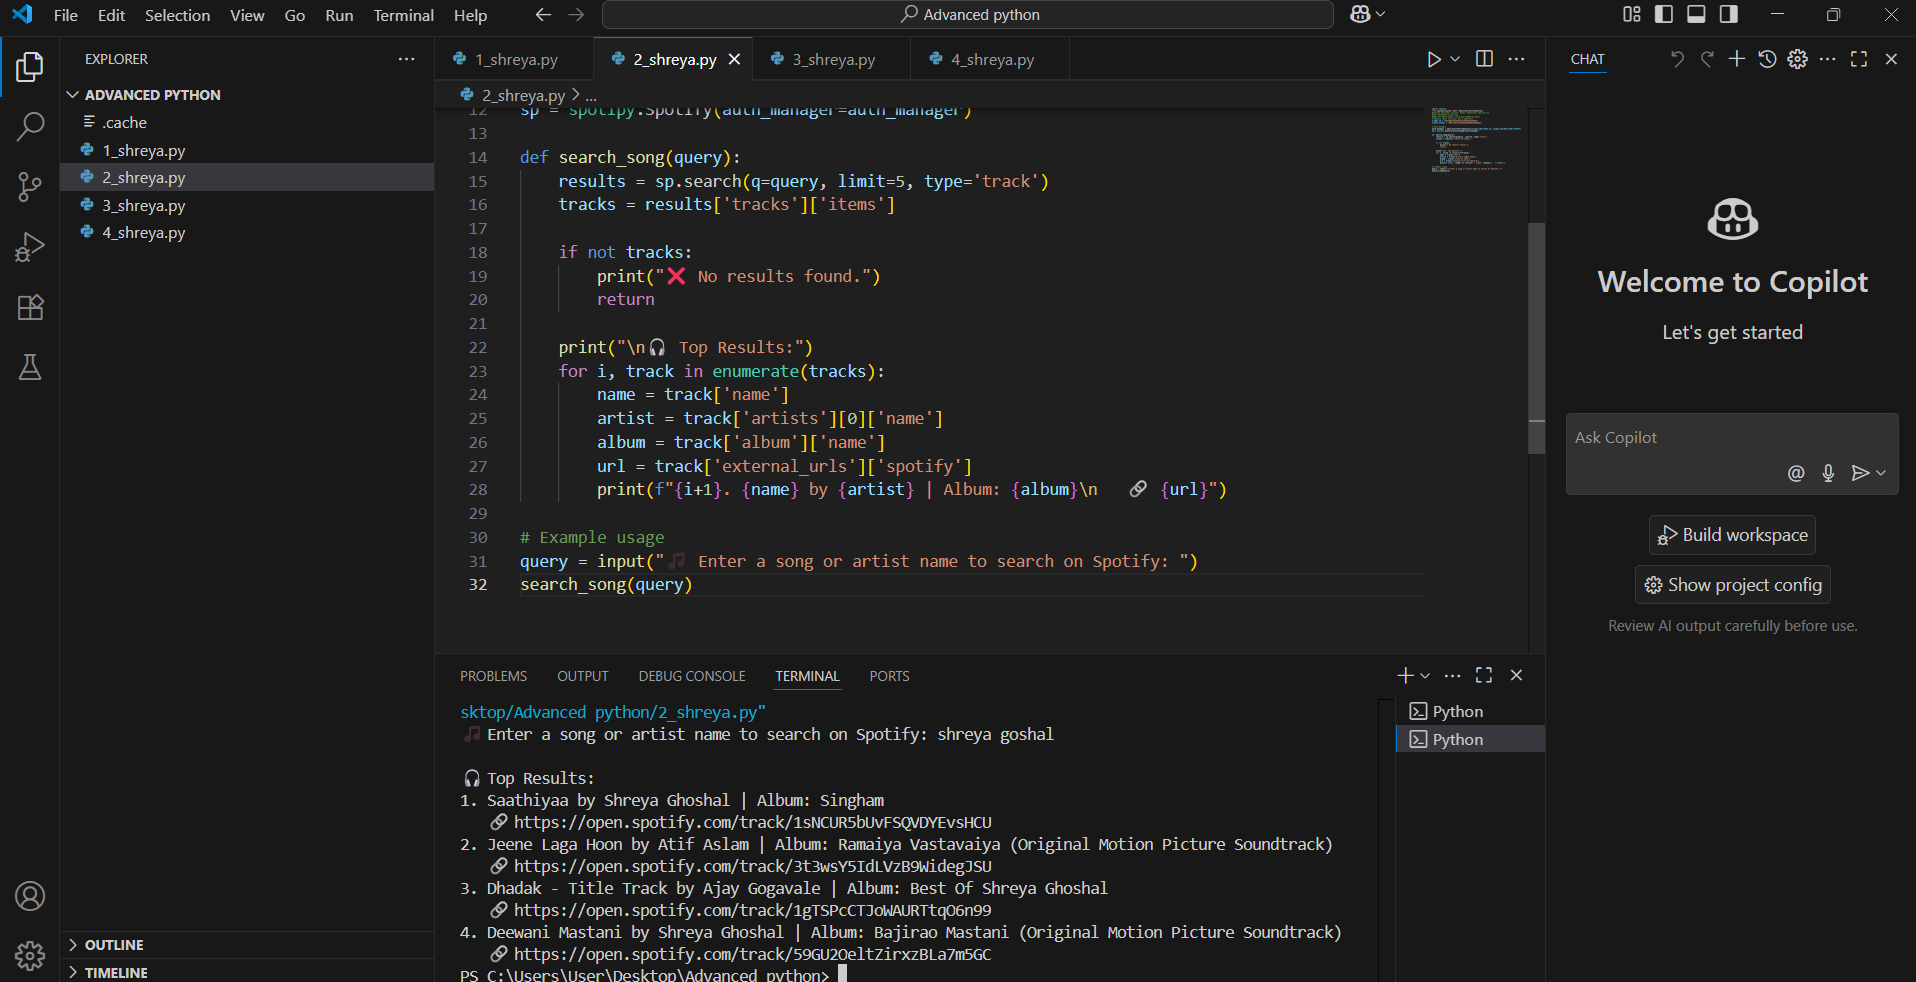 File Edit Selection View Go Run Terminal Help
Advanced python
EXPLORER
ADVANCED PYTHON
.cache
1_shreya.py
2_shreya.py
3_shreya.py
4_shreya.py
OUTLINE
TIMELINE
1_shreya.py 2_shreya.py 3_shreya.py 4_shreya.py
2_shreya.py > ...
12 sp = spotipy.Spotify(auth_manager=auth_manager)
13
14 def search_song(query):
15 results = sp.search(q=query, limit=5, type='track')
16 tracks = results['tracks']['items']
17
18 if not tracks:
19 print("❌ No results found.")
20 return
21
22 print("\n🎧 Top Results:")
23 for i, track in enumerate(tracks):
24 name = track['name']
25 artist = track['artists'][0]['name']
26 album = track['album']['name']
27 url = track['external_urls']['spotify']
28 print(f"{i+1}. {name} by {artist} | Album: {album}\n 🔗 {url}")
29
30 # Example usage
31 query = input("🎵 Enter a song or artist name to search on Spotify: ")
32 search_song(query)
PROBLEMS OUTPUT DEBUG CONSOLE TERMINAL PORTS
sktop/Advanced python/2_shreya.py"
🎵 Enter a song or artist name to search on Spotify: shreya goshal
🎧 Top Results:
1. Saathiyaa by Shreya Ghoshal | Album: Singham
🔗 https://open.spotify.com/track/1sNCUR5bUvFSQVDYEvsHCU
2. Jeene Laga Hoon by Atif Aslam | Album: Ramaiya Vastavaiya (Original Motion Picture Soundtrack)
🔗 https://open.spotify.com/track/3t3wsY5IdLVzB9WidegJSU
3. Dhadak - Title Track by Ajay Gogavale | Album: Best Of Shreya Ghoshal
🔗 https://open.spotify.com/track/1gTSPcCTJoWAURTtqO6n99
4. Deewani Mastani by Shreya Ghoshal | Album: Bajirao Mastani (Original Motion Picture Soundtrack)
🔗 https://open.spotify.com/track/59GU2OeltZirxzBLa7m5GC
PS C:\Users\User\Desktop\Advanced python>
Python
Python
CHAT
Welcome to Copilot
Let's get started
Ask Copilot
Build workspace
Show project config
Review AI output carefully before use.